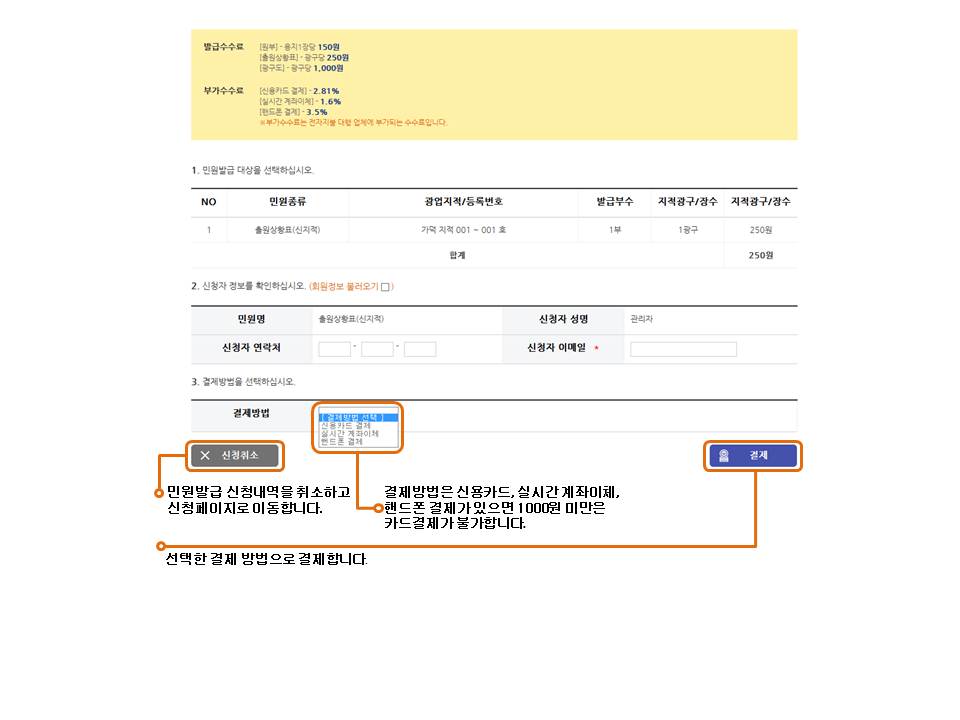 발급수수료 [원부] - 용지1장당 150원
[출원상황표] - 광구당 250원
[광구도] - 광구당 1,000원
부가수수료 [신용카드 결제] - 2.81%
[실시간 계좌이체] - 1.6%
[핸드폰 결제] - 3.5%
※부가수수료는 전자지불 대행 업체에 부가되는 수수료입니다.
1. 민원발급 대상을 선택하십시오.
NO 민원종류 광업지적/등록번호 발급부수 지적광구/장수 지적광구/장수
1 출원상황표(신지적) 가덕 지적 001 ~ 001 호 1부 1광구 250원
합계 250원
2. 신청자 정보를 확인하십시오. (회원정보 불러오기 )
민원명 출원상황표(신지적) 신청자 성명 관리자
신청자 연락처 - - 신청자 이메일 *
3. 결제방법을 선택하십시오.
결제방법 [ 결제방법 선택 ]
신용카드 결제
실시간 계좌이체
핸드폰 결제
신청취소 결제
민원발급 신청내역을 취소하고
신청페이지로 이동합니다.
결제방법은 신용카드, 실시간 계좌이체,
핸드폰 결제가 있으면 1000원 미만은
카드결제가 불가합니다.
선택한 결제 방법으로 결제합니다.